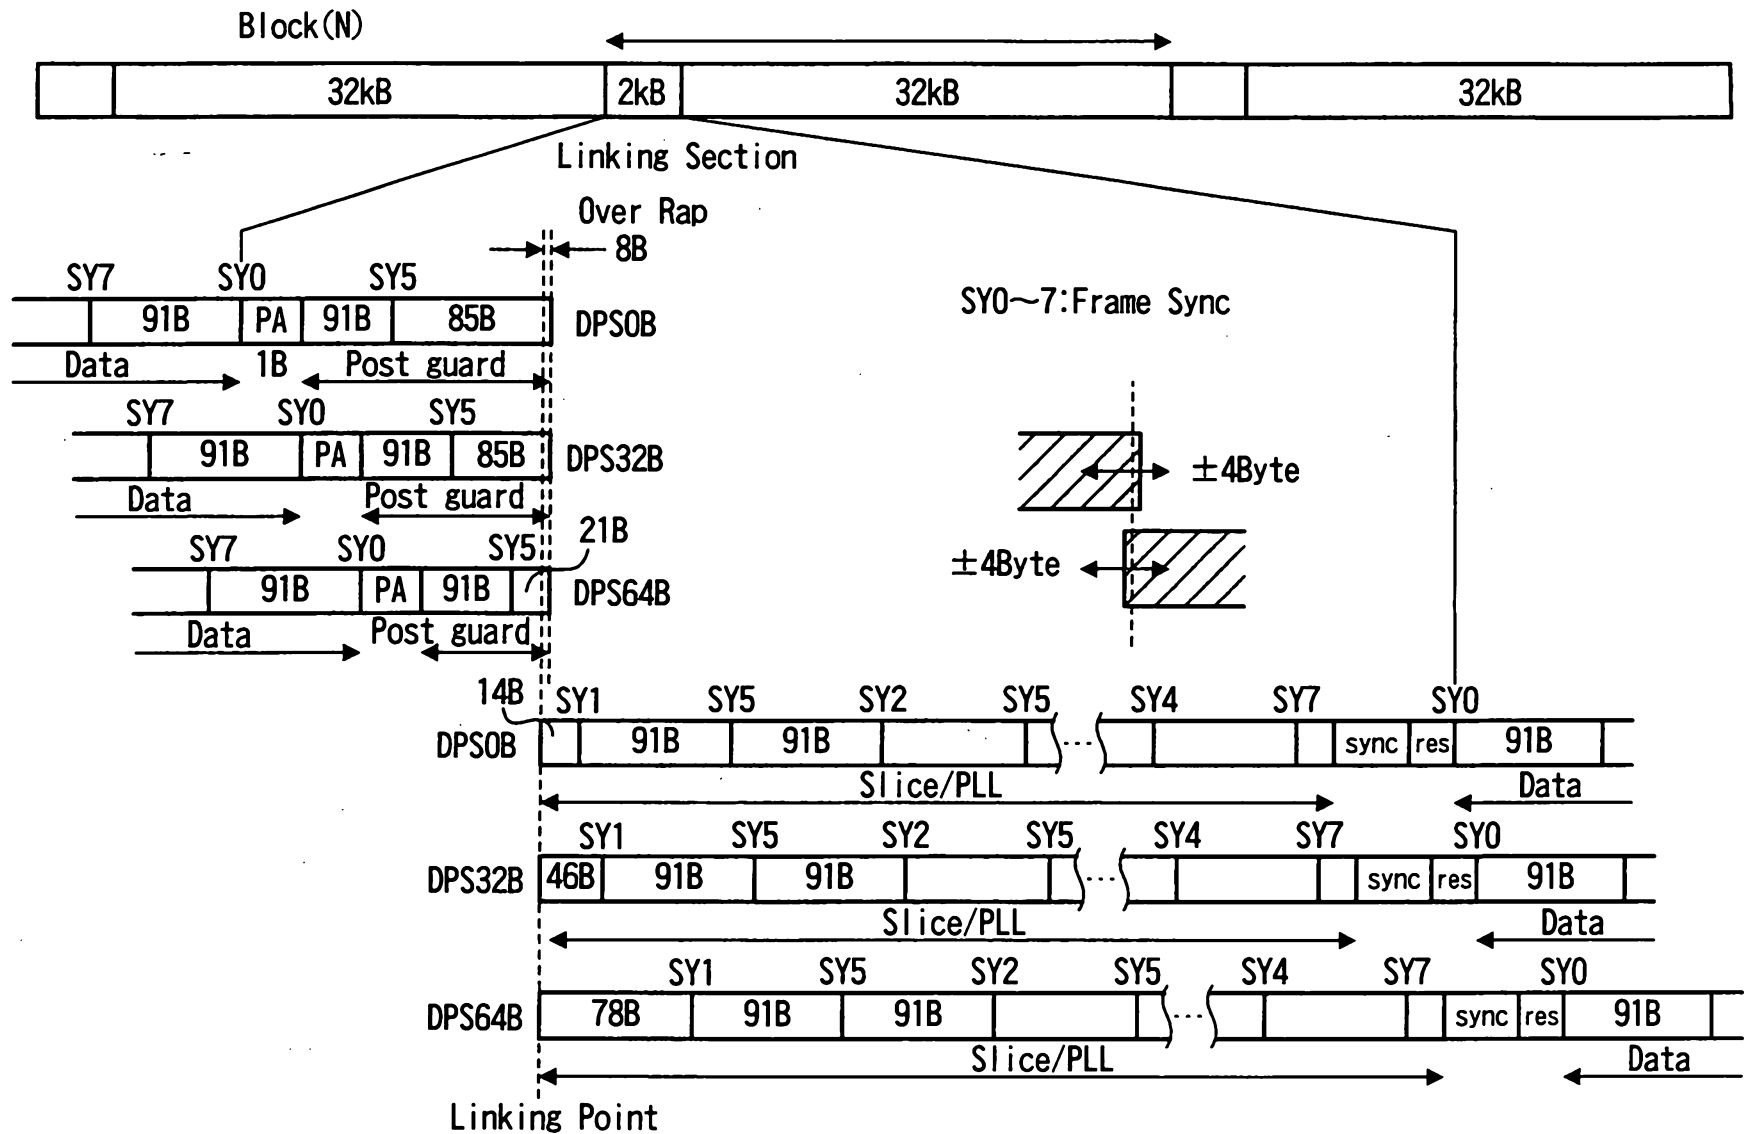 Block(N)
32kB 2kB 32kB 32kB
Linking Section
Over Rap
8B
SY7 SY0 SY5
SY0~7:Frame Sync
91B PA 91B 85B DPS0B
Data 1B Post guard
SY7 SY0 SY5
91B PA 91B 85B DPS32B
±4Byte
Data Post guard
21B
SY7 SY0 SY5
±4Byte
91B PA 91B DPS64B
Data Post guard
14B SY1 SY5 SY2 SY5 SY4 SY7 SY0
DPS0B 91B 91B ... sync res 91B
Slice/PLL Data
SY1 SY5 SY2 SY5 SY4 SY7 SY0
DPS32B 46B 91B 91B ... sync res 91B
Slice/PLL Data
SY1 SY5 SY2 SY5 SY4 SY7 SY0
DPS64B 78B 91B 91B ... sync res 91B
Slice/PLL Data
Linking Point